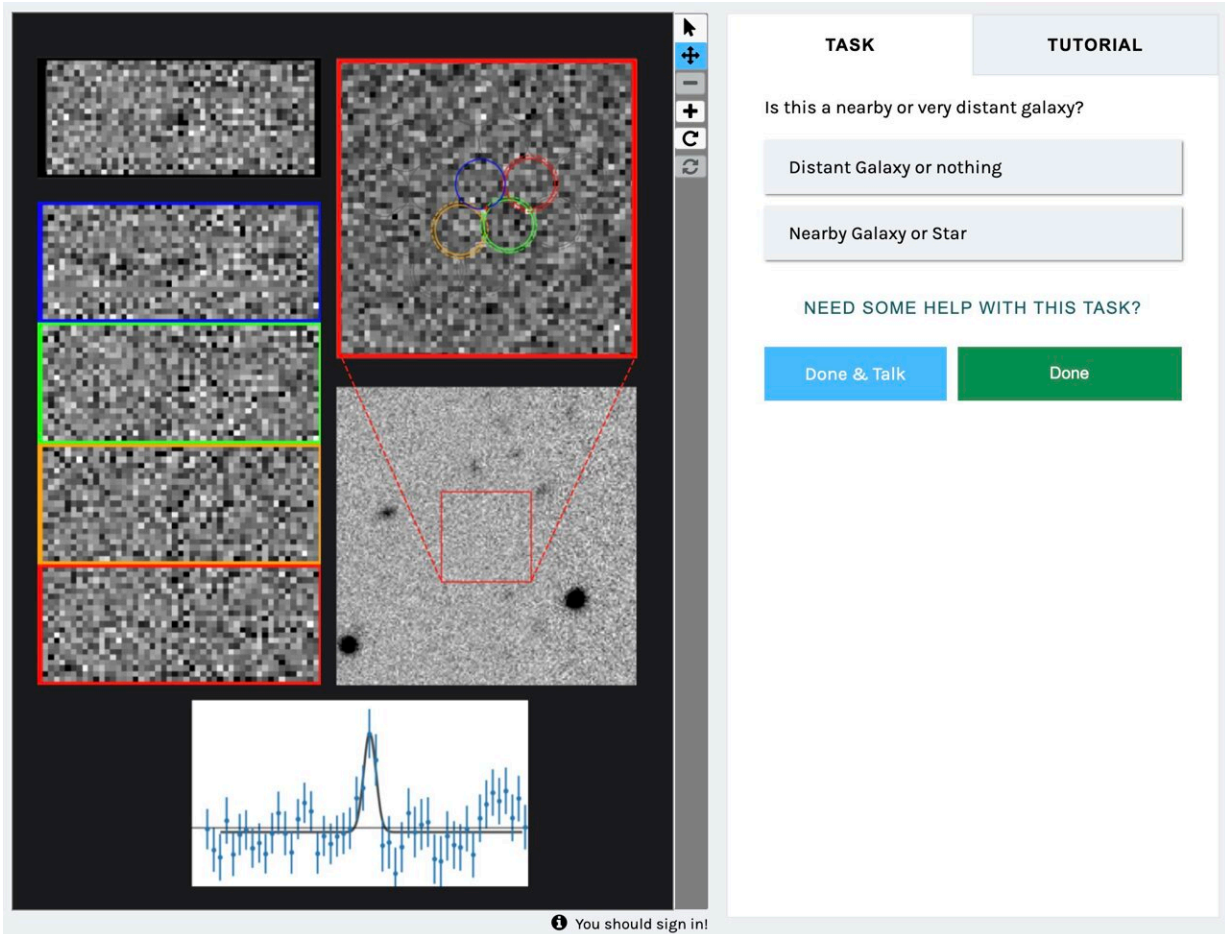 TASK
TUTORIAL
Is this a nearby or very distant galaxy?
Distant Galaxy or nothing
Nearby Galaxy or Star
NEED SOME HELP WITH THIS TASK?
Done & Talk
Done
You should sign in!